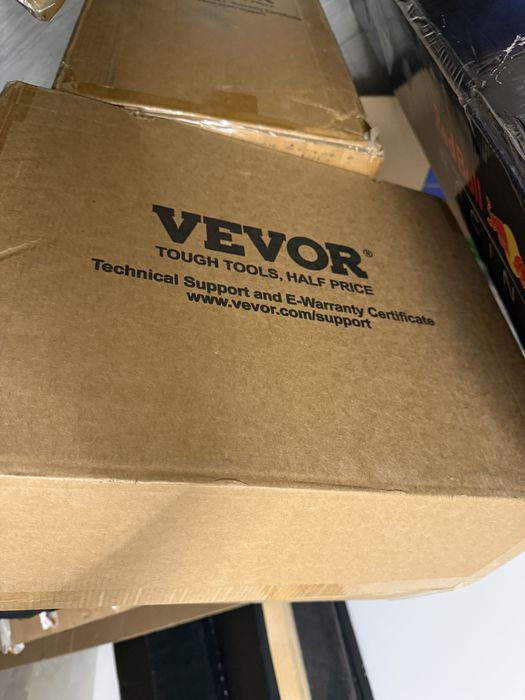 VEVOR®
TOUGH TOOLS, HALF PRICE
Technical Support and E-Warranty Certificate
www.vevor.com/support